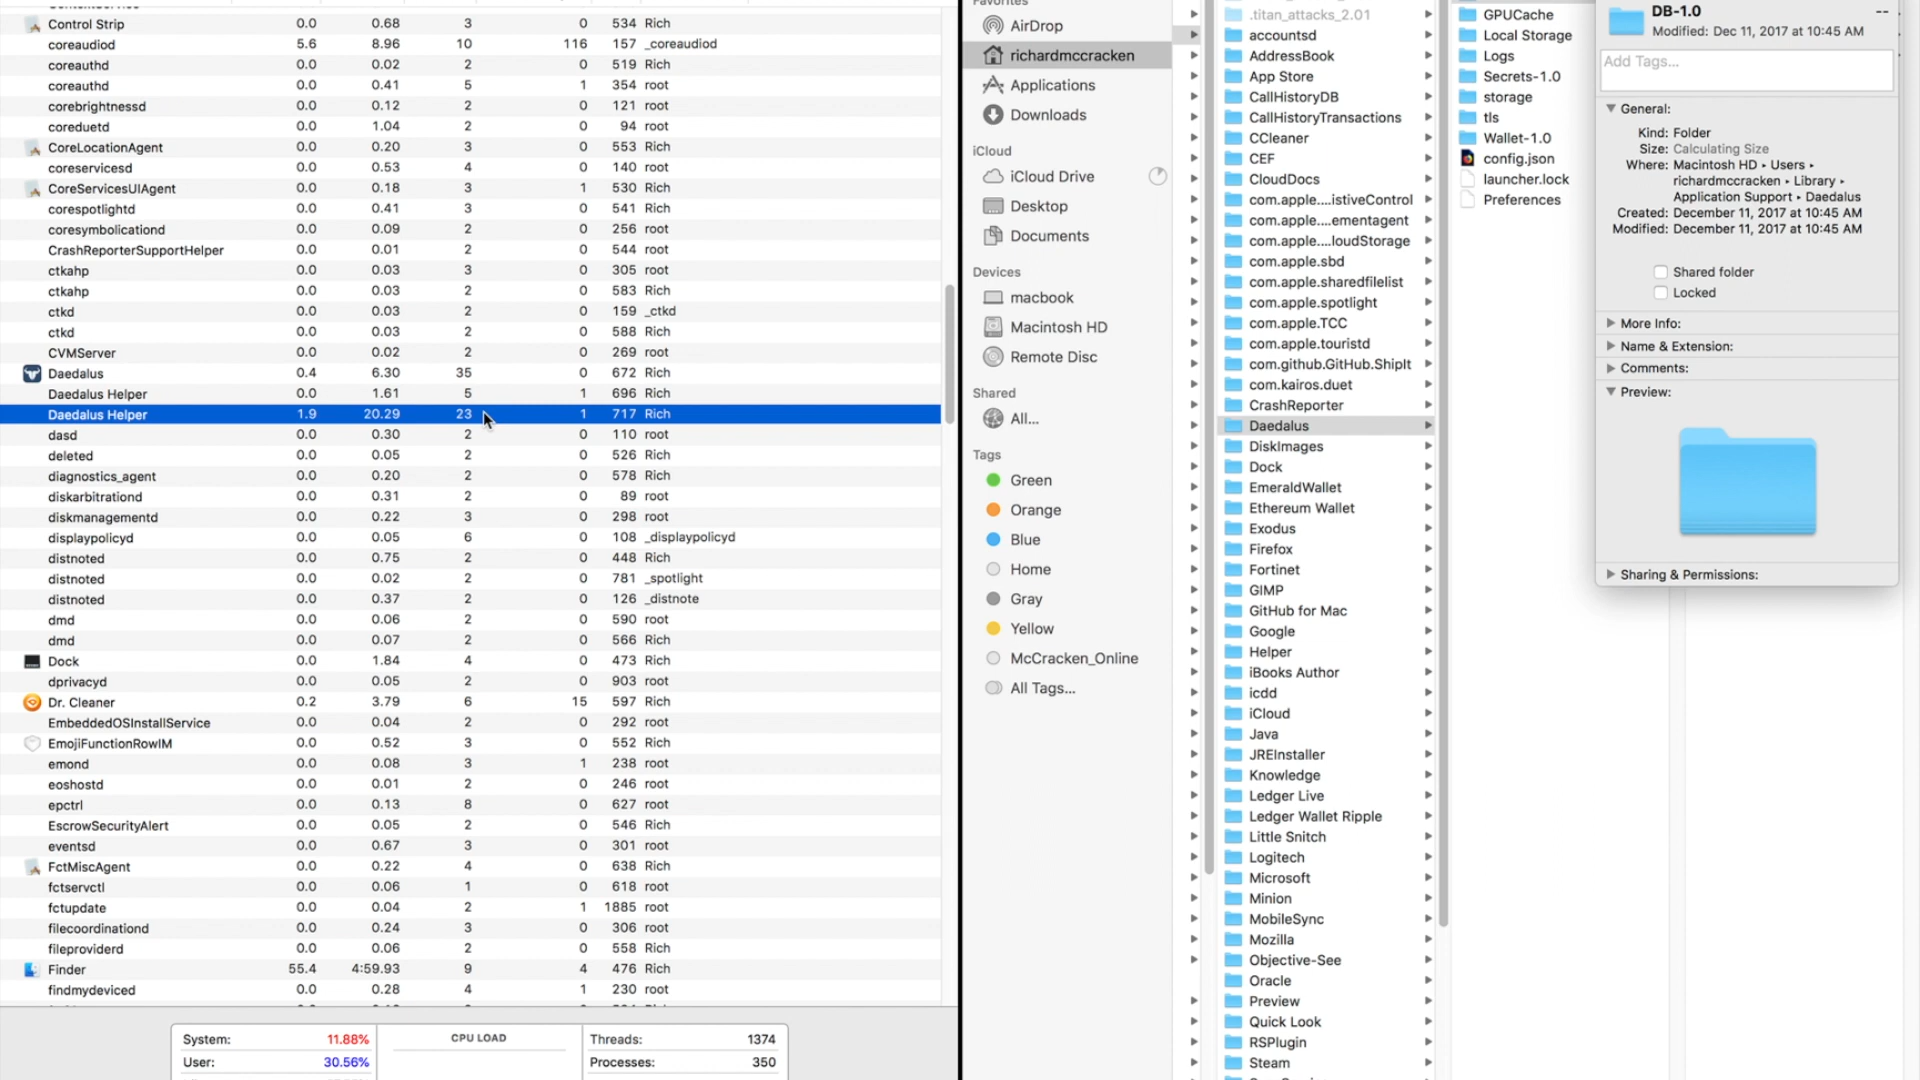 Control Strip 0.0 0.68 3 0 534 Rich
coreaudiod 5.6 8.96 10 116 157 _coreaudiod
coreauthd 0.0 0.02 2 0 519 Rich
coreauthd 0.0 0.41 5 1 354 root
corebrightnessd 0.0 0.12 2 0 121 root
coreduetd 0.0 1.04 2 0 94 root
CoreLocationAgent 0.0 0.20 3 0 553 Rich
coreservicesd 0.0 0.53 4 0 140 root
CoreServicesUIAgent 0.0 0.18 3 1 530 Rich
corespotlightd 0.0 0.41 3 0 541 Rich
coresymbolicationd 0.0 0.09 2 0 256 root
CrashReporterSupportHelper 0.0 0.01 2 0 544 root
ctkahp 0.0 0.03 3 0 305 root
ctkahp 0.0 0.03 2 0 583 Rich
ctkd 0.0 0.03 2 0 159 _ctkd
ctkd 0.0 0.03 2 0 588 Rich
CVMServer 0.0 0.02 2 0 269 root
Daedalus 0.4 6.30 35 0 672 Rich
Daedalus Helper 0.0 1.61 5 1 696 Rich
Daedalus Helper 1.9 20.29 23 1 717 Rich
dasd 0.0 0.30 2 0 110 root
deleted 0.0 0.05 2 0 526 Rich
diagnostics_agent 0.0 0.20 2 0 578 Rich
diskarbitrationd 0.0 0.31 2 0 89 root
diskmanagementd 0.0 0.22 3 0 298 root
displaypolicyd 0.0 0.05 6 0 108 _displaypolicyd
distnoted 0.0 0.75 2 0 448 Rich
distnoted 0.0 0.02 2 0 781 _spotlight
distnoted 0.0 0.37 2 0 126 _distnote
dmd 0.0 0.06 2 0 590 root
dmd 0.0 0.07 2 0 566 Rich
Dock 0.0 1.84 4 0 473 Rich
dprivacyd 0.0 0.05 2 0 903 root
Dr. Cleaner 0.2 3.79 6 15 597 Rich
EmbeddedOSInstallService 0.0 0.04 2 0 292 root
EmojiFunctionRowIM 0.0 0.52 3 0 552 Rich
emond 0.0 0.08 3 1 238 root
eoshostd 0.0 0.01 2 0 246 root
epctrl 0.0 0.13 8 0 627 root
EscrowSecurityAlert 0.0 0.05 2 0 546 Rich
eventsd 0.0 0.67 3 0 301 root
FctMiscAgent 0.0 0.22 4 0 638 Rich
fctservctl 0.0 0.06 1 0 618 root
fctupdate 0.0 0.04 2 1 1885 root
filecoordinationd 0.0 0.24 3 0 306 root
fileproviderd 0.0 0.06 2 0 558 Rich
Finder 55.4 4:59.93 9 4 476 Rich
findmydeviced 0.0 0.28 4 1 230 root
System: 11.88%
User: 30.56%
CPU LOAD
Threads: 1374
Processes: 350
Favorites
AirDrop
richardmccracken
Applications
Downloads
iCloud
iCloud Drive
Desktop
Documents
Devices
macbook
Macintosh HD
Remote Disc
Shared
All...
Tags
Green
Orange
Blue
Home
Gray
Yellow
McCracken_Online
All Tags...
.titan_attacks_2.01
accountsd
AddressBook
App Store
CallHistoryDB
CallHistoryTransactions
CCleaner
CEF
CloudDocs
com.apple....istiveControl
com.apple....ementagent
com.apple....loudStorage
com.apple.sbd
com.apple.sharedfilelist
com.apple.spotlight
com.apple.TCC
com.apple.touristd
com.github.GitHub.ShipIt
com.kairos.duet
CrashReporter
Daedalus
DiskImages
Dock
EmeraldWallet
Ethereum Wallet
Exodus
Firefox
Fortinet
GIMP
GitHub for Mac
Google
Helper
iBooks Author
icdd
iCloud
Java
JREInstaller
Knowledge
Ledger Live
Ledger Wallet Ripple
Little Snitch
Logitech
Microsoft
Minion
MobileSync
Mozilla
Objective-See
Oracle
Preview
Quick Look
RSPlugin
Steam
GPUCache
Local Storage
Logs
Secrets-1.0
storage
tls
Wallet-1.0
config.json
launcher.lock
Preferences
DB-1.0 --
Modified: Dec 11, 2017 at 10:45 AM
Add Tags...
General:
Kind: Folder
Size: Calculating Size
Where: Macintosh HD ▸ Users ▸
richardmccracken ▸ Library ▸
Application Support ▸ Daedalus
Created: December 11, 2017 at 10:45 AM
Modified: December 11, 2017 at 10:45 AM
Shared folder
Locked
More Info:
Name & Extension:
Comments:
Preview:
Sharing & Permissions: